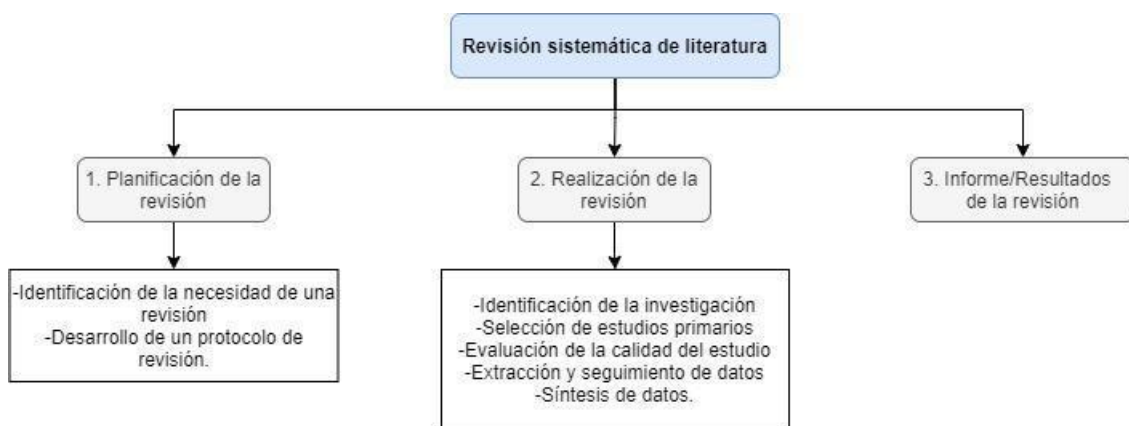 Revisión sistemática de literatura
1. Planificación de la
revisión
2. Realización de la
revisión
3. Informe/Resultados
de la revisión
-Identificación de la necesidad de una
revisión
-Desarrollo de un protocolo de
revisión.
-Identificación de la investigación
-Selección de estudios primarios
-Evaluación de la calidad del estudio
-Extracción y seguimiento de datos
-Síntesis de datos.